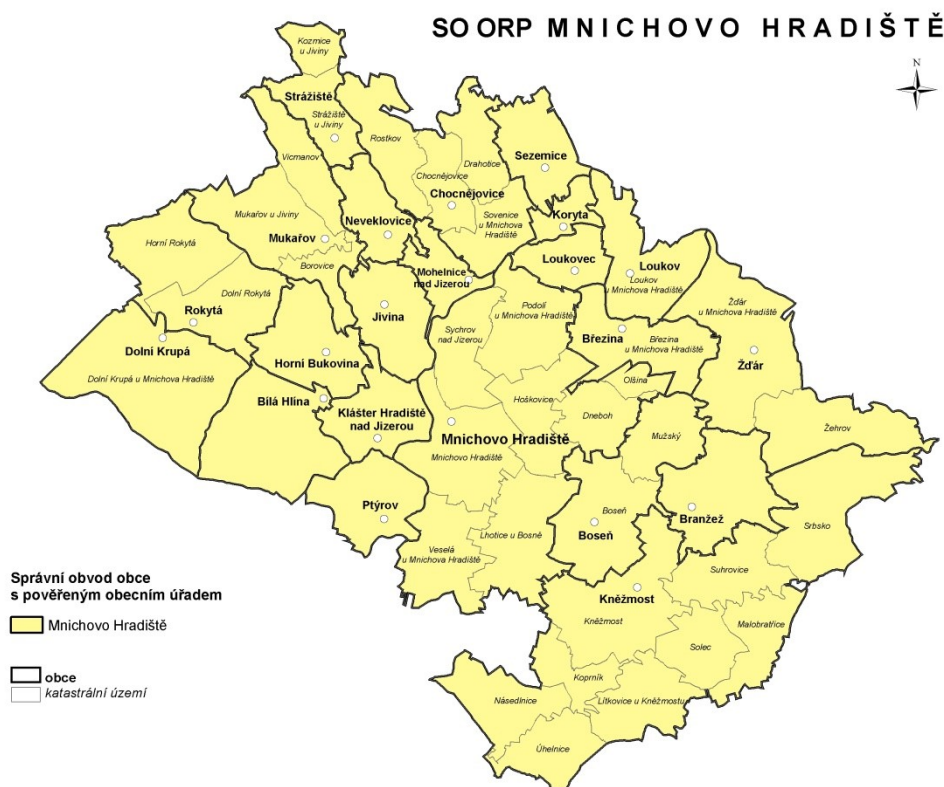 SO ORP MNICHOVO HRADIŠTĚ
N
Kozmice
u Jiviny
Strážiště
Strážiště
u Jiviny
Rostkov
Vicmanov
Drahotice
Chocnějovice
Chocnějovice
Sezemice
Sovenice
u Mnichova
Hradiště
Koryta
Mukařov u Jiviny
Mukařov
Neveklovice
Borovice
Horní Rokytá
Mohelnice
nad Jizerou
Loukovec
Loukov
Loukov
u Mnichova Hradiště
Dolní Rokytá
Rokytá
Jivina
Podolí
u Mnichova Hradiště
Sychrov
nad Jizerou
Žďár
u Mnichova Hradiště
Březina
Březina
u Mnichova Hradiště
Dolní Krupá
Dolní Krupá u Mnichova Hradiště
Horní Bukovina
Žďár
Olšina
Bílá Hlína
Klášter Hradiště
nad Jizerou
Hoškovice
Dneboh
Mužský
Žehrov
Mnichovo Hradiště
Mnichovo Hradiště
Ptýrov
Boseň
Boseň
Branžež
Srbsko
Veselá
u Mnichova Hradiště
Lhotice u Bosně
Suhrovice
Kněžmost
Kněžmost
Malobratřice
Solec
Koprník
Násedlnice
Lítkovice u Kněžmostu
Úhelnice
Správní obvod obce
s pověřeným obecním úřadem
Mnichovo Hradiště
obce
katastrální území